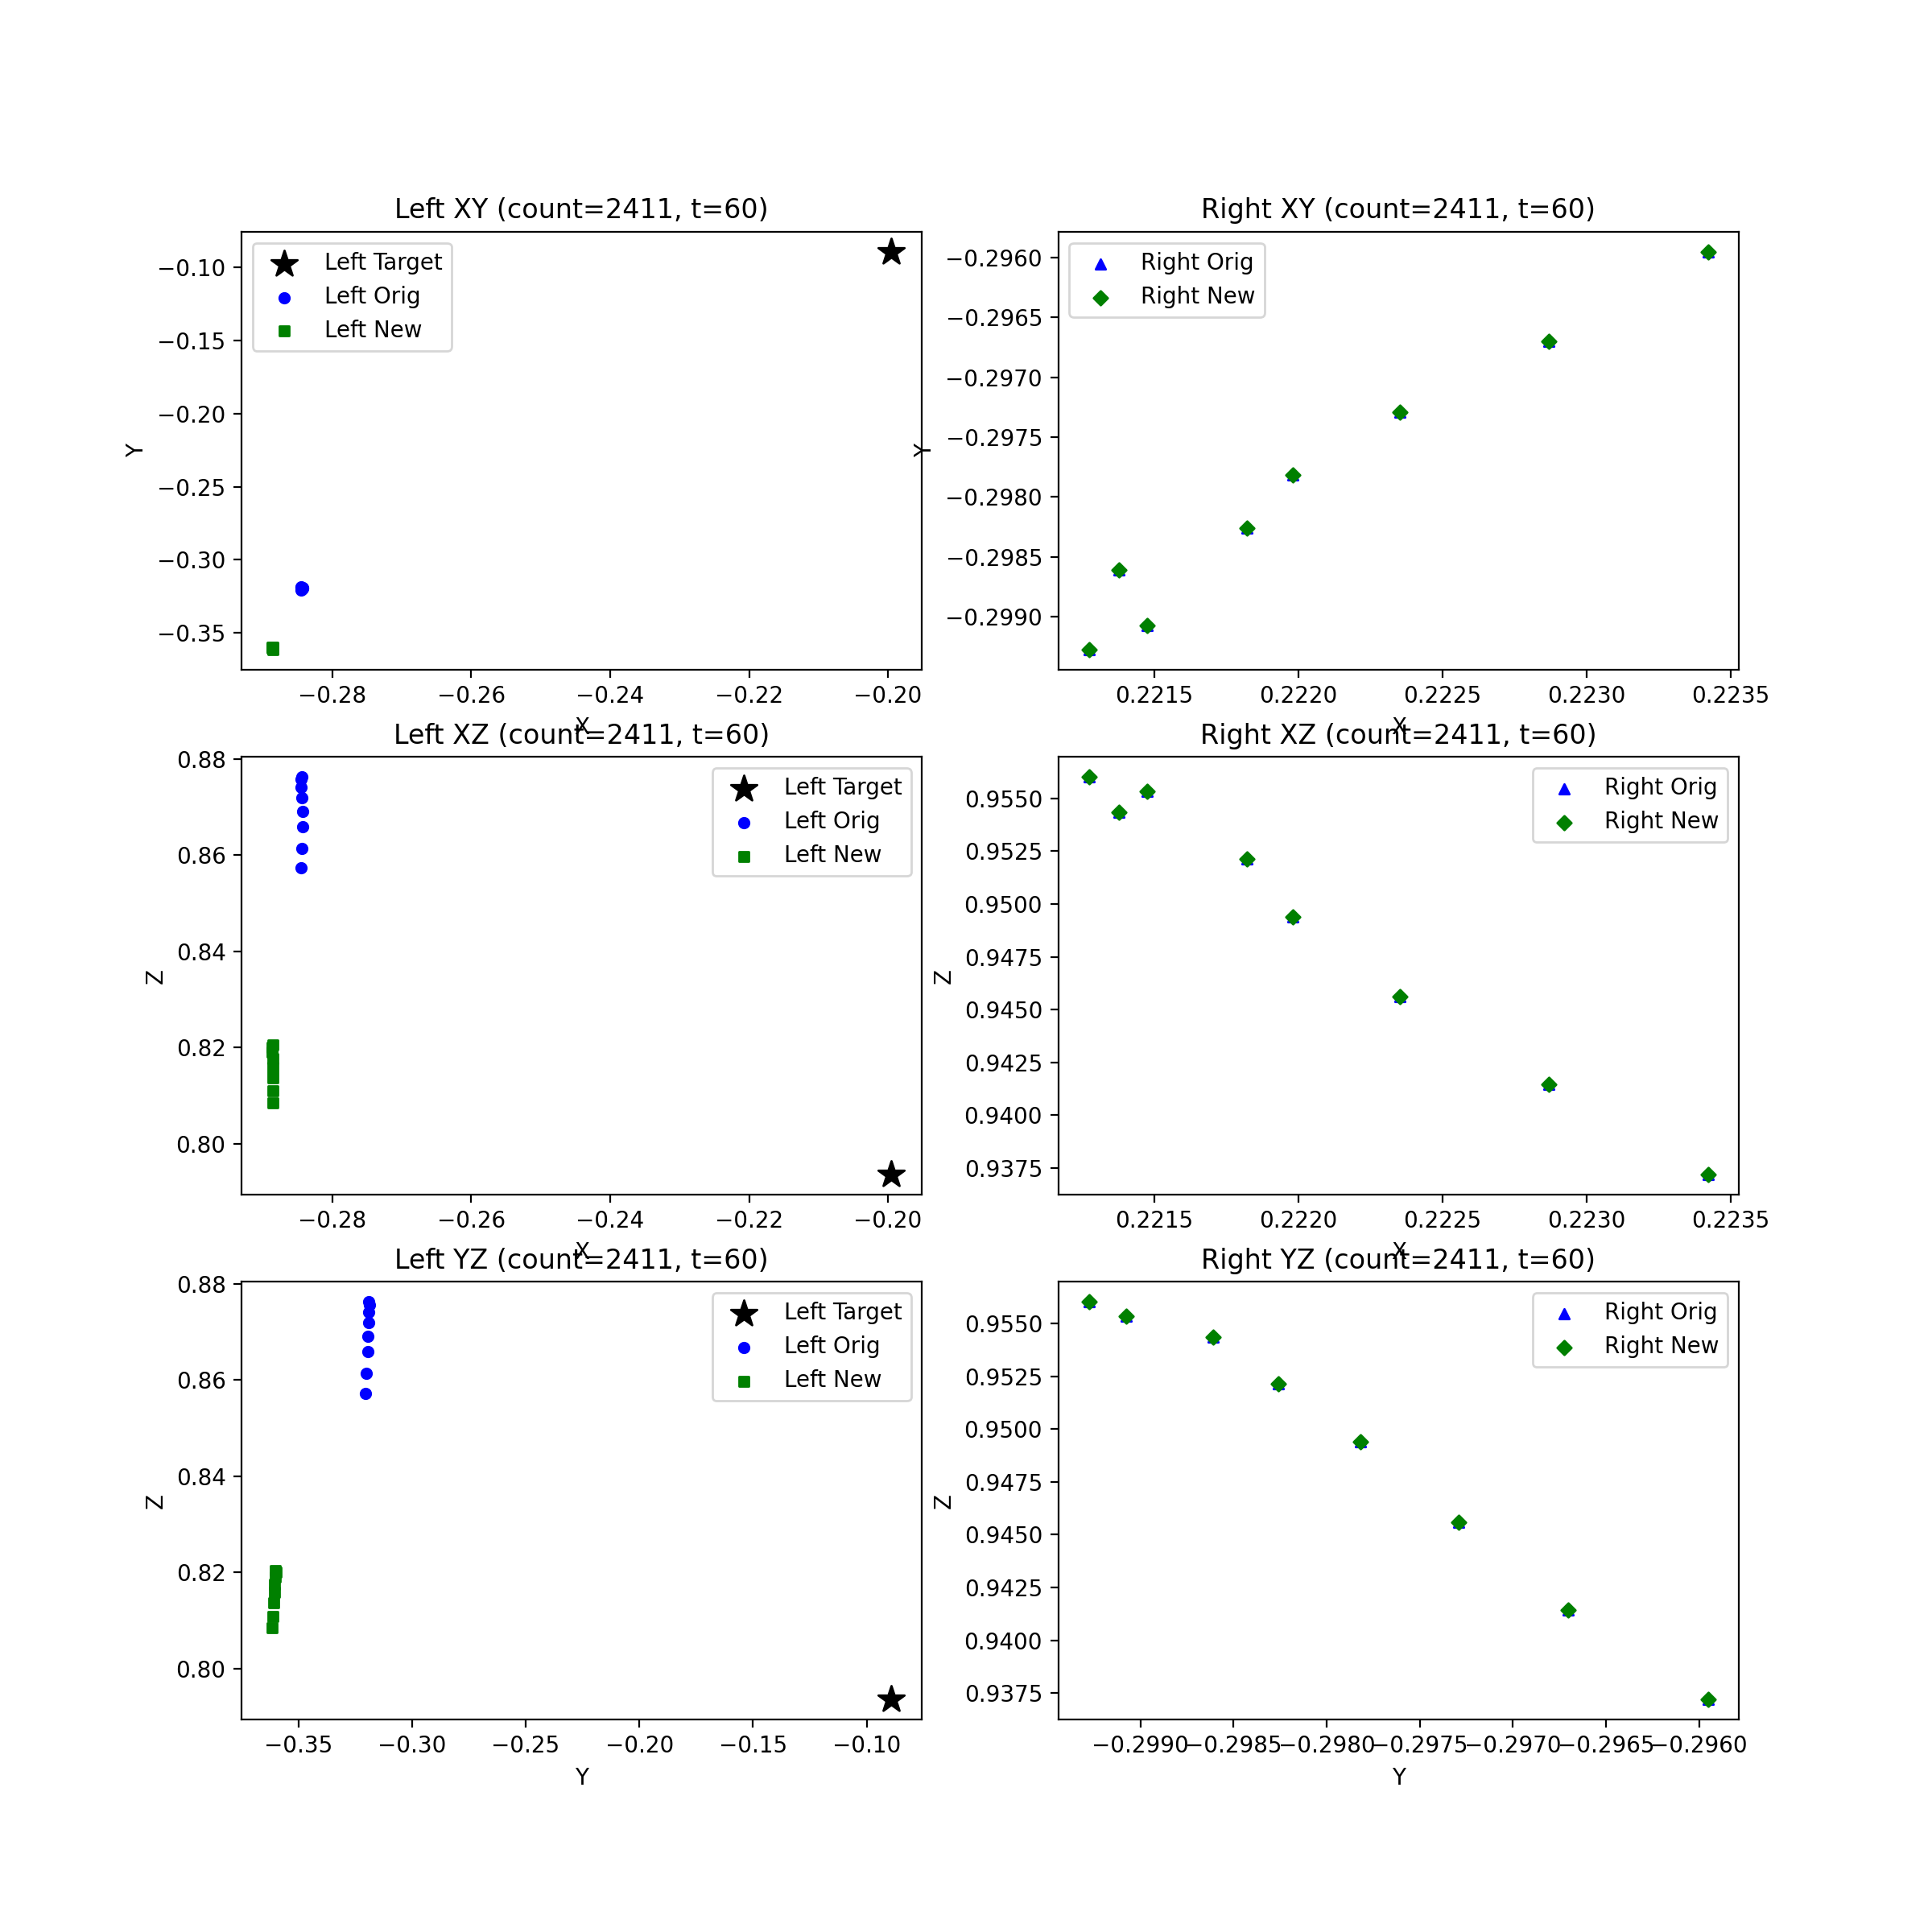 Left XY (count=2411, t=60)
Left Target
Left Orig
Left New
−0.10
−0.15
−0.20
−0.25
−0.30
−0.35
Y
−0.28
−0.26
−0.24
−0.22
−0.20
X
Right XY (count=2411, t=60)
Right Orig
Right New
−0.2960
−0.2965
−0.2970
−0.2975
−0.2980
−0.2985
−0.2990
Y
0.2215
0.2220
0.2225
0.2230
0.2235
X
Left XZ (count=2411, t=60)
Left Target
Left Orig
Left New
0.88
0.86
0.84
0.82
0.80
Z
−0.28
−0.26
−0.24
−0.22
−0.20
X
Right XZ (count=2411, t=60)
Right Orig
Right New
0.9550
0.9525
0.9500
0.9475
0.9450
0.9425
0.9400
0.9375
Z
0.2215
0.2220
0.2225
0.2230
0.2235
X
Left YZ (count=2411, t=60)
Left Target
Left Orig
Left New
0.88
0.86
0.84
0.82
0.80
Z
−0.35
−0.30
−0.25
−0.20
−0.15
−0.10
Y
Right YZ (count=2411, t=60)
Right Orig
Right New
0.9550
0.9525
0.9500
0.9475
0.9450
0.9425
0.9400
0.9375
Z
−0.2990
−0.2985
−0.2980
−0.2975
−0.2970
−0.2965
−0.2960
Y